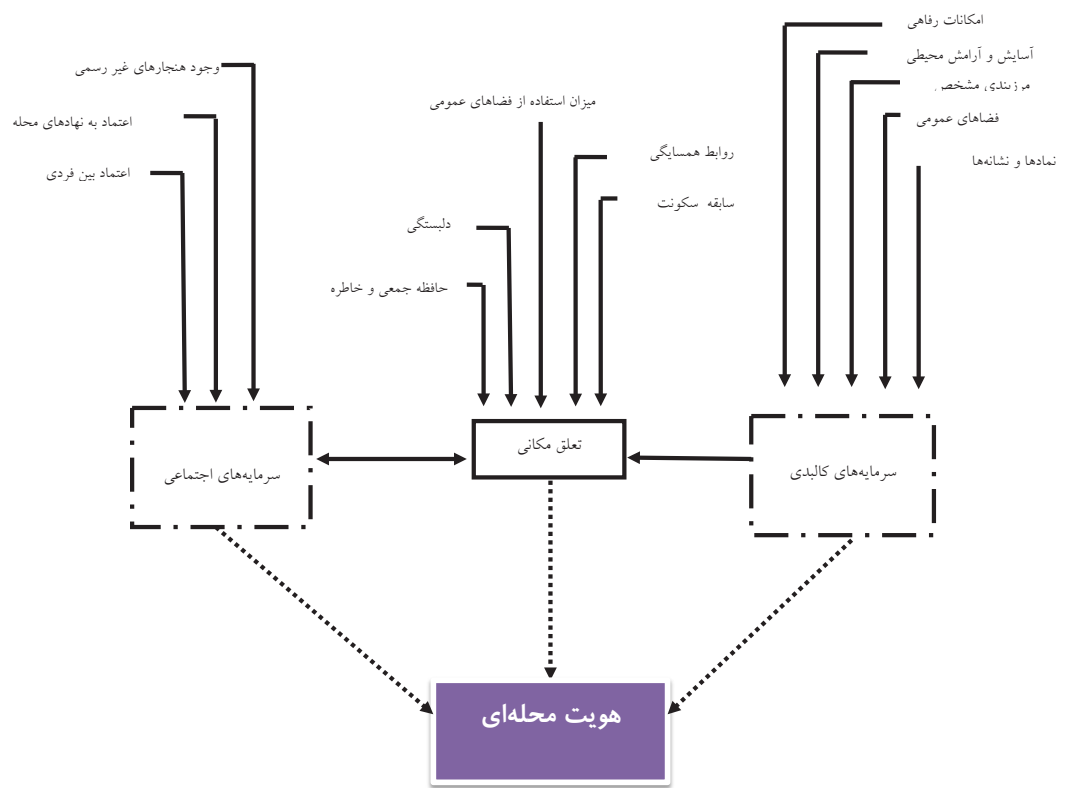 امکانات رفاهی
آسایش و آرامش محیطی
مرزبندی مشخص
فضاهای عمومی
نمادها و نشانه‌ها
میزان استفاده از فضاهای عمومی
روابط همسایگی
سابقه سکونت
دلبستگی
حافظه جمعی و خاطره
وجود هنجارهای غیر رسمی
اعتماد به نهادهای محله
اعتماد بین فردی
سرمایه‌های کالبدی
تعلق مکانی
سرمایه‌های اجتماعی
هویت محله‌ای